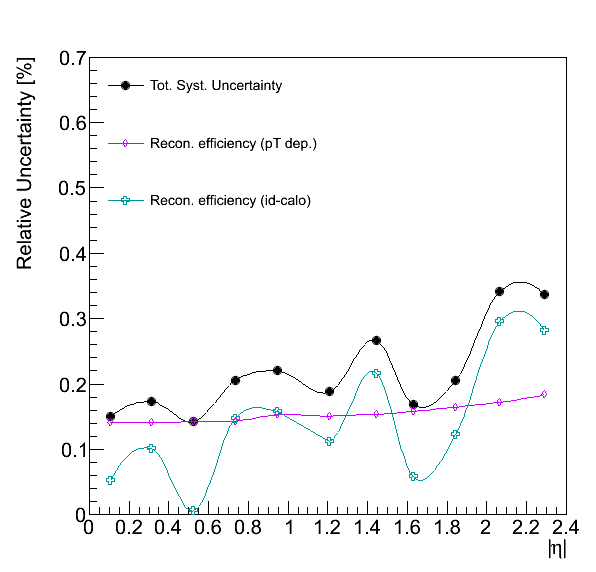 Relative Uncertainty [%]
0.7
0.6
0.5
0.4
0.3
0.2
0.1
0
Tot. Syst. Uncertainty
Recon. efficiency (pT dep.)
Recon. efficiency (id-calo)
0 0.2 0.4 0.6 0.8 1 1.2 1.4 1.6 1.8 2 2.2 2.4
|η|